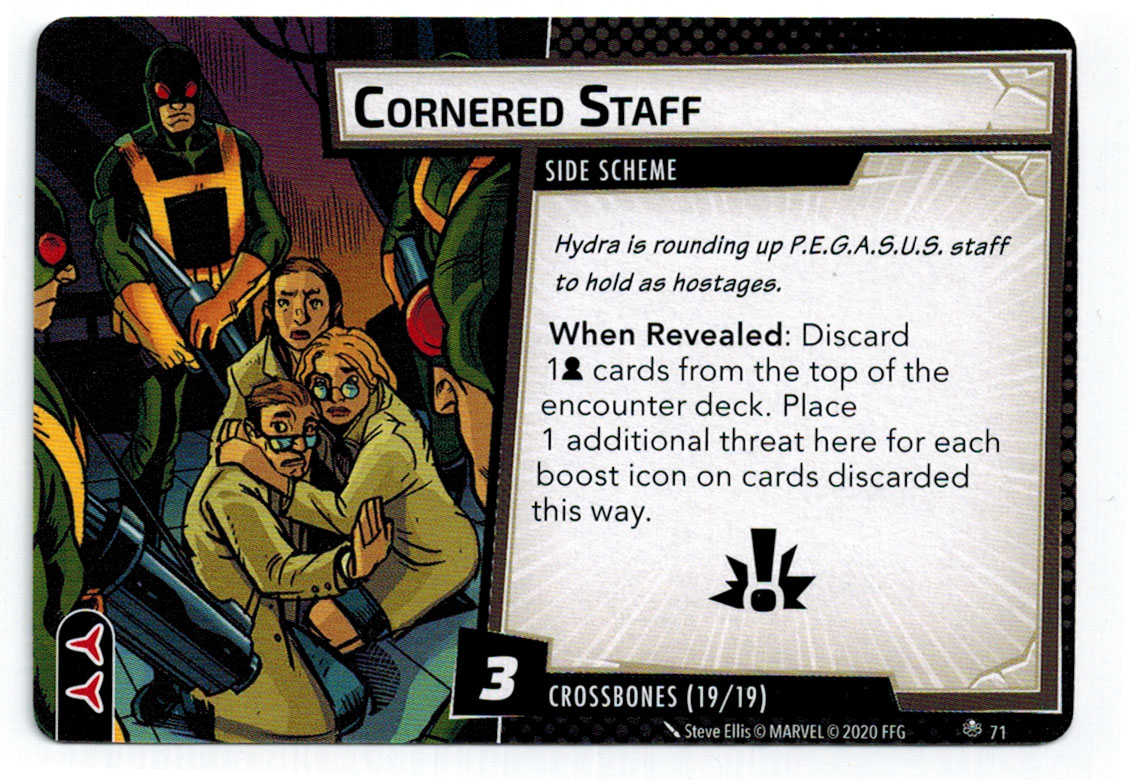 CORNERED STAFF
SIDE SCHEME
Hydra is rounding up P.E.G.A.S.U.S. staff
to hold as hostages.
When Revealed: Discard
1 cards from the top of the
encounter deck. Place
1 additional threat here for each
boost icon on cards discarded
this way.
3
CROSSBONES (19/19)
Steve Ellis © MARVEL © 2020 FFG 71